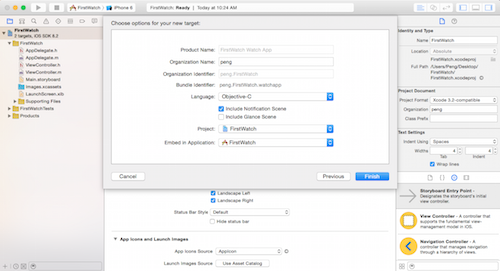 FirstWatch
iPhone 6
FirstWatch: Ready | Today at 10:24 AM
FirstWatch
2 targets, iOS SDK 8.2
FirstWatch
AppDelegate.h
AppDelegate.m
ViewController.h
ViewController.m
Main.storyboard
Images.xcassets
LaunchScreen.xib
Supporting Files
FirstWatchTests
Products
Choose options for your new target:
Product Name: FirstWatch Watch App
Organization Name: peng
Organization Identifier: peng.FirstWatch
Bundle Identifier: peng.FirstWatch.watchapp
Language: Objective-C
Include Notification Scene
Include Glance Scene
Project: FirstWatch
Embed in Application: FirstWatch
Cancel
Previous
Finish
Landscape Left
Landscape Right
Status Bar Style Default
Hide status bar
App Icons and Launch Images
App Icons Source AppIcon
Launch Images Source Use Asset Catalog
Identity and Type
Name FirstWatch
Location Absolute
FirstWatch.xcodeproj
Full Path /Users/Peng/Desktop/
FirstWatch/
FirstWatch.xcodeproj
Project Document
Project Format Xcode 3.2-compatible
Organization peng
Class Prefix
Text Settings
Indent Using Spaces
Widths 4 4
Tab Indent
Wrap lines
Storyboard Entry
Point - Designates the
storyboard's initial view controller.
View Controller - A controller
that supports the fundamental view-
management model in iOS.
Navigation Controller - A
controller that manages navigation
through a hierarchy of views.